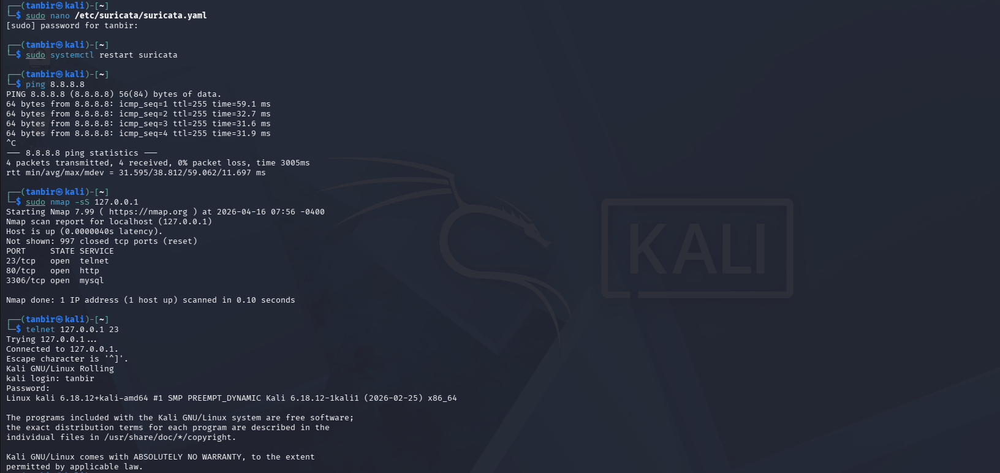 ┌──(tanbir㉿kali)-[~]
└─$ sudo nano /etc/suricata/suricata.yaml
[sudo] password for tanbir:
┌──(tanbir㉿kali)-[~]
└─$ sudo systemctl restart suricata
┌──(tanbir㉿kali)-[~]
└─$ ping 8.8.8.8
PING 8.8.8.8 (8.8.8.8) 56(84) bytes of data.
64 bytes from 8.8.8.8: icmp_seq=1 ttl=255 time=59.1 ms
64 bytes from 8.8.8.8: icmp_seq=2 ttl=255 time=32.7 ms
64 bytes from 8.8.8.8: icmp_seq=3 ttl=255 time=31.6 ms
64 bytes from 8.8.8.8: icmp_seq=4 ttl=255 time=31.9 ms
^C
--- 8.8.8.8 ping statistics ---
4 packets transmitted, 4 received, 0% packet loss, time 3005ms
rtt min/avg/max/mdev = 31.595/38.812/59.062/11.697 ms
┌──(tanbir㉿kali)-[~]
└─$ sudo nmap -sS 127.0.0.1
Starting Nmap 7.99 ( https://nmap.org ) at 2026-04-16 07:56 -0400
Nmap scan report for localhost (127.0.0.1)
Host is up (0.0000040s latency).
Not shown: 997 closed tcp ports (reset)
PORT     STATE SERVICE
23/tcp   open  telnet
80/tcp   open  http
3306/tcp open  mysql
Nmap done: 1 IP address (1 host up) scanned in 0.10 seconds
┌──(tanbir㉿kali)-[~]
└─$ telnet 127.0.0.1 23
Trying 127.0.0.1...
Connected to 127.0.0.1.
Escape character is '^]'.
Kali GNU/Linux Rolling
kali login: tanbir
Password:
Linux kali 6.18.12+kali-amd64 #1 SMP PREEMPT_DYNAMIC Kali 6.18.12-1kali1 (2026-02-25) x86_64
The programs included with the Kali GNU/Linux system are free software;
the exact distribution terms for each program are described in the
individual files in /usr/share/doc/*/copyright.
Kali GNU/Linux comes with ABSOLUTELY NO WARRANTY, to the extent
permitted by applicable law.
KALI